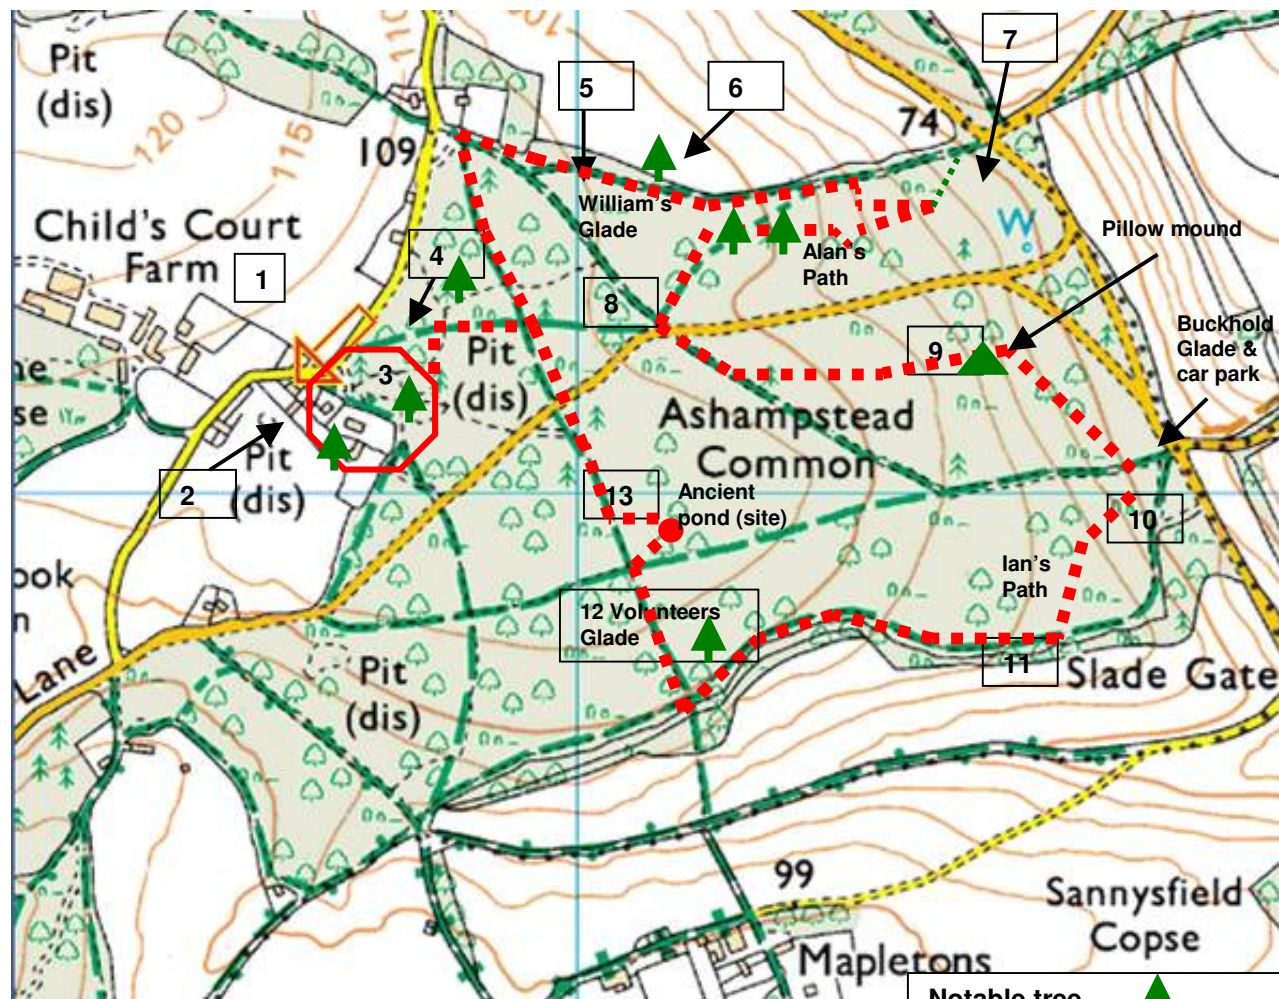 Pit
(dis)
120
115
110
105
109
74
5
6
7
William's
Glade
Alan's
Path
W
Pillow mound
Child's Court
Farm
1
4
8
9
Buckhold
Glade &
car park
3
Pit
(dis)
Ashampstead
Common
2
Pit
(dis)
13
Ancient
pond (site)
10
Ian's
Path
12 Volunteers
Glade
11
Slade Gate
Lane
Pit
(dis)
99
Sannysfield
Copse
Mapletons
Notable tree